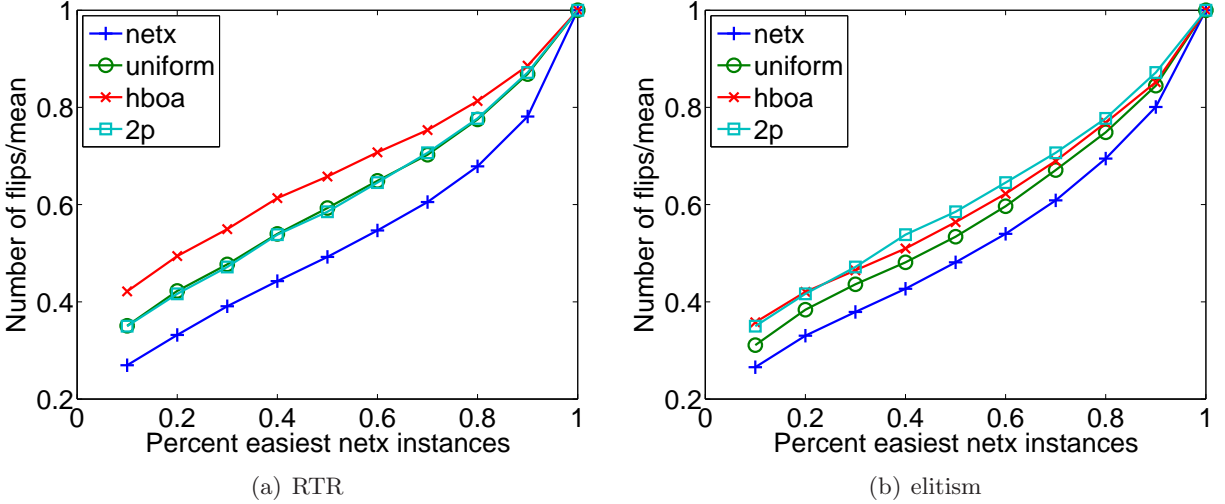 1
0.8
0.6
0.4
0.2
0
0.2
0.4
0.6
0.8
1
Number of flips/mean
Percent easiest netx instances
netx
uniform
hboa
2p
(a) RTR
1
0.8
0.6
0.4
0.2
0
0.2
0.4
0.6
0.8
1
Number of flips/mean
Percent easiest netx instances
netx
uniform
hboa
2p
(b) elitism